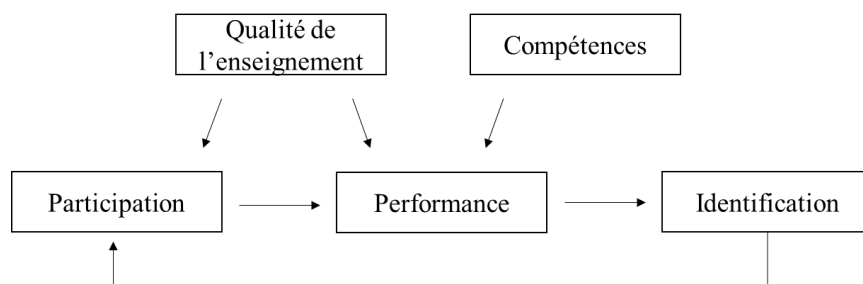 Qualité de
l’enseignement
Compétences
Participation
Performance
Identification